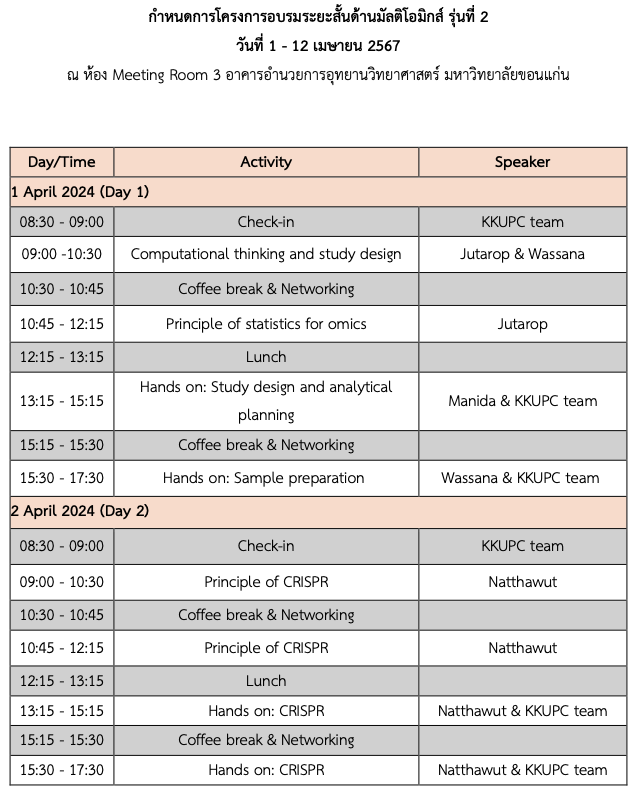 กำหนดการโครงการอบรมระยะสั้นด้านมัลติโอมิกส์ รุ่นที่ 2
วันที่ 1 - 12 เมษายน 2567
ณ ห้อง Meeting Room 3 อาคารอำนวยการอุทยานวิทยาศาสตร์ มหาวิทยาลัยขอนแก่น
Day/Time Activity Speaker
1 April 2024 (Day 1)
08:30 - 09:00 Check-in KKUPC team
09:00 -10:30 Computational thinking and study design Jutarop & Wassana
10:30 - 10:45 Coffee break & Networking
10:45 - 12:15 Principle of statistics for omics Jutarop
12:15 - 13:15 Lunch
13:15 - 15:15 Hands on: Study design and analytical
planning Manida & KKUPC team
15:15 - 15:30 Coffee break & Networking
15:30 - 17:30 Hands on: Sample preparation Wassana & KKUPC team
2 April 2024 (Day 2)
08:30 - 09:00 Check-in KKUPC team
09:00 - 10:30 Principle of CRISPR Natthawut
10:30 - 10:45 Coffee break & Networking
10:45 - 12:15 Principle of CRISPR Natthawut
12:15 - 13:15 Lunch
13:15 - 15:15 Hands on: CRISPR Natthawut & KKUPC team
15:15 - 15:30 Coffee break & Networking
15:30 - 17:30 Hands on: CRISPR Natthawut & KKUPC team